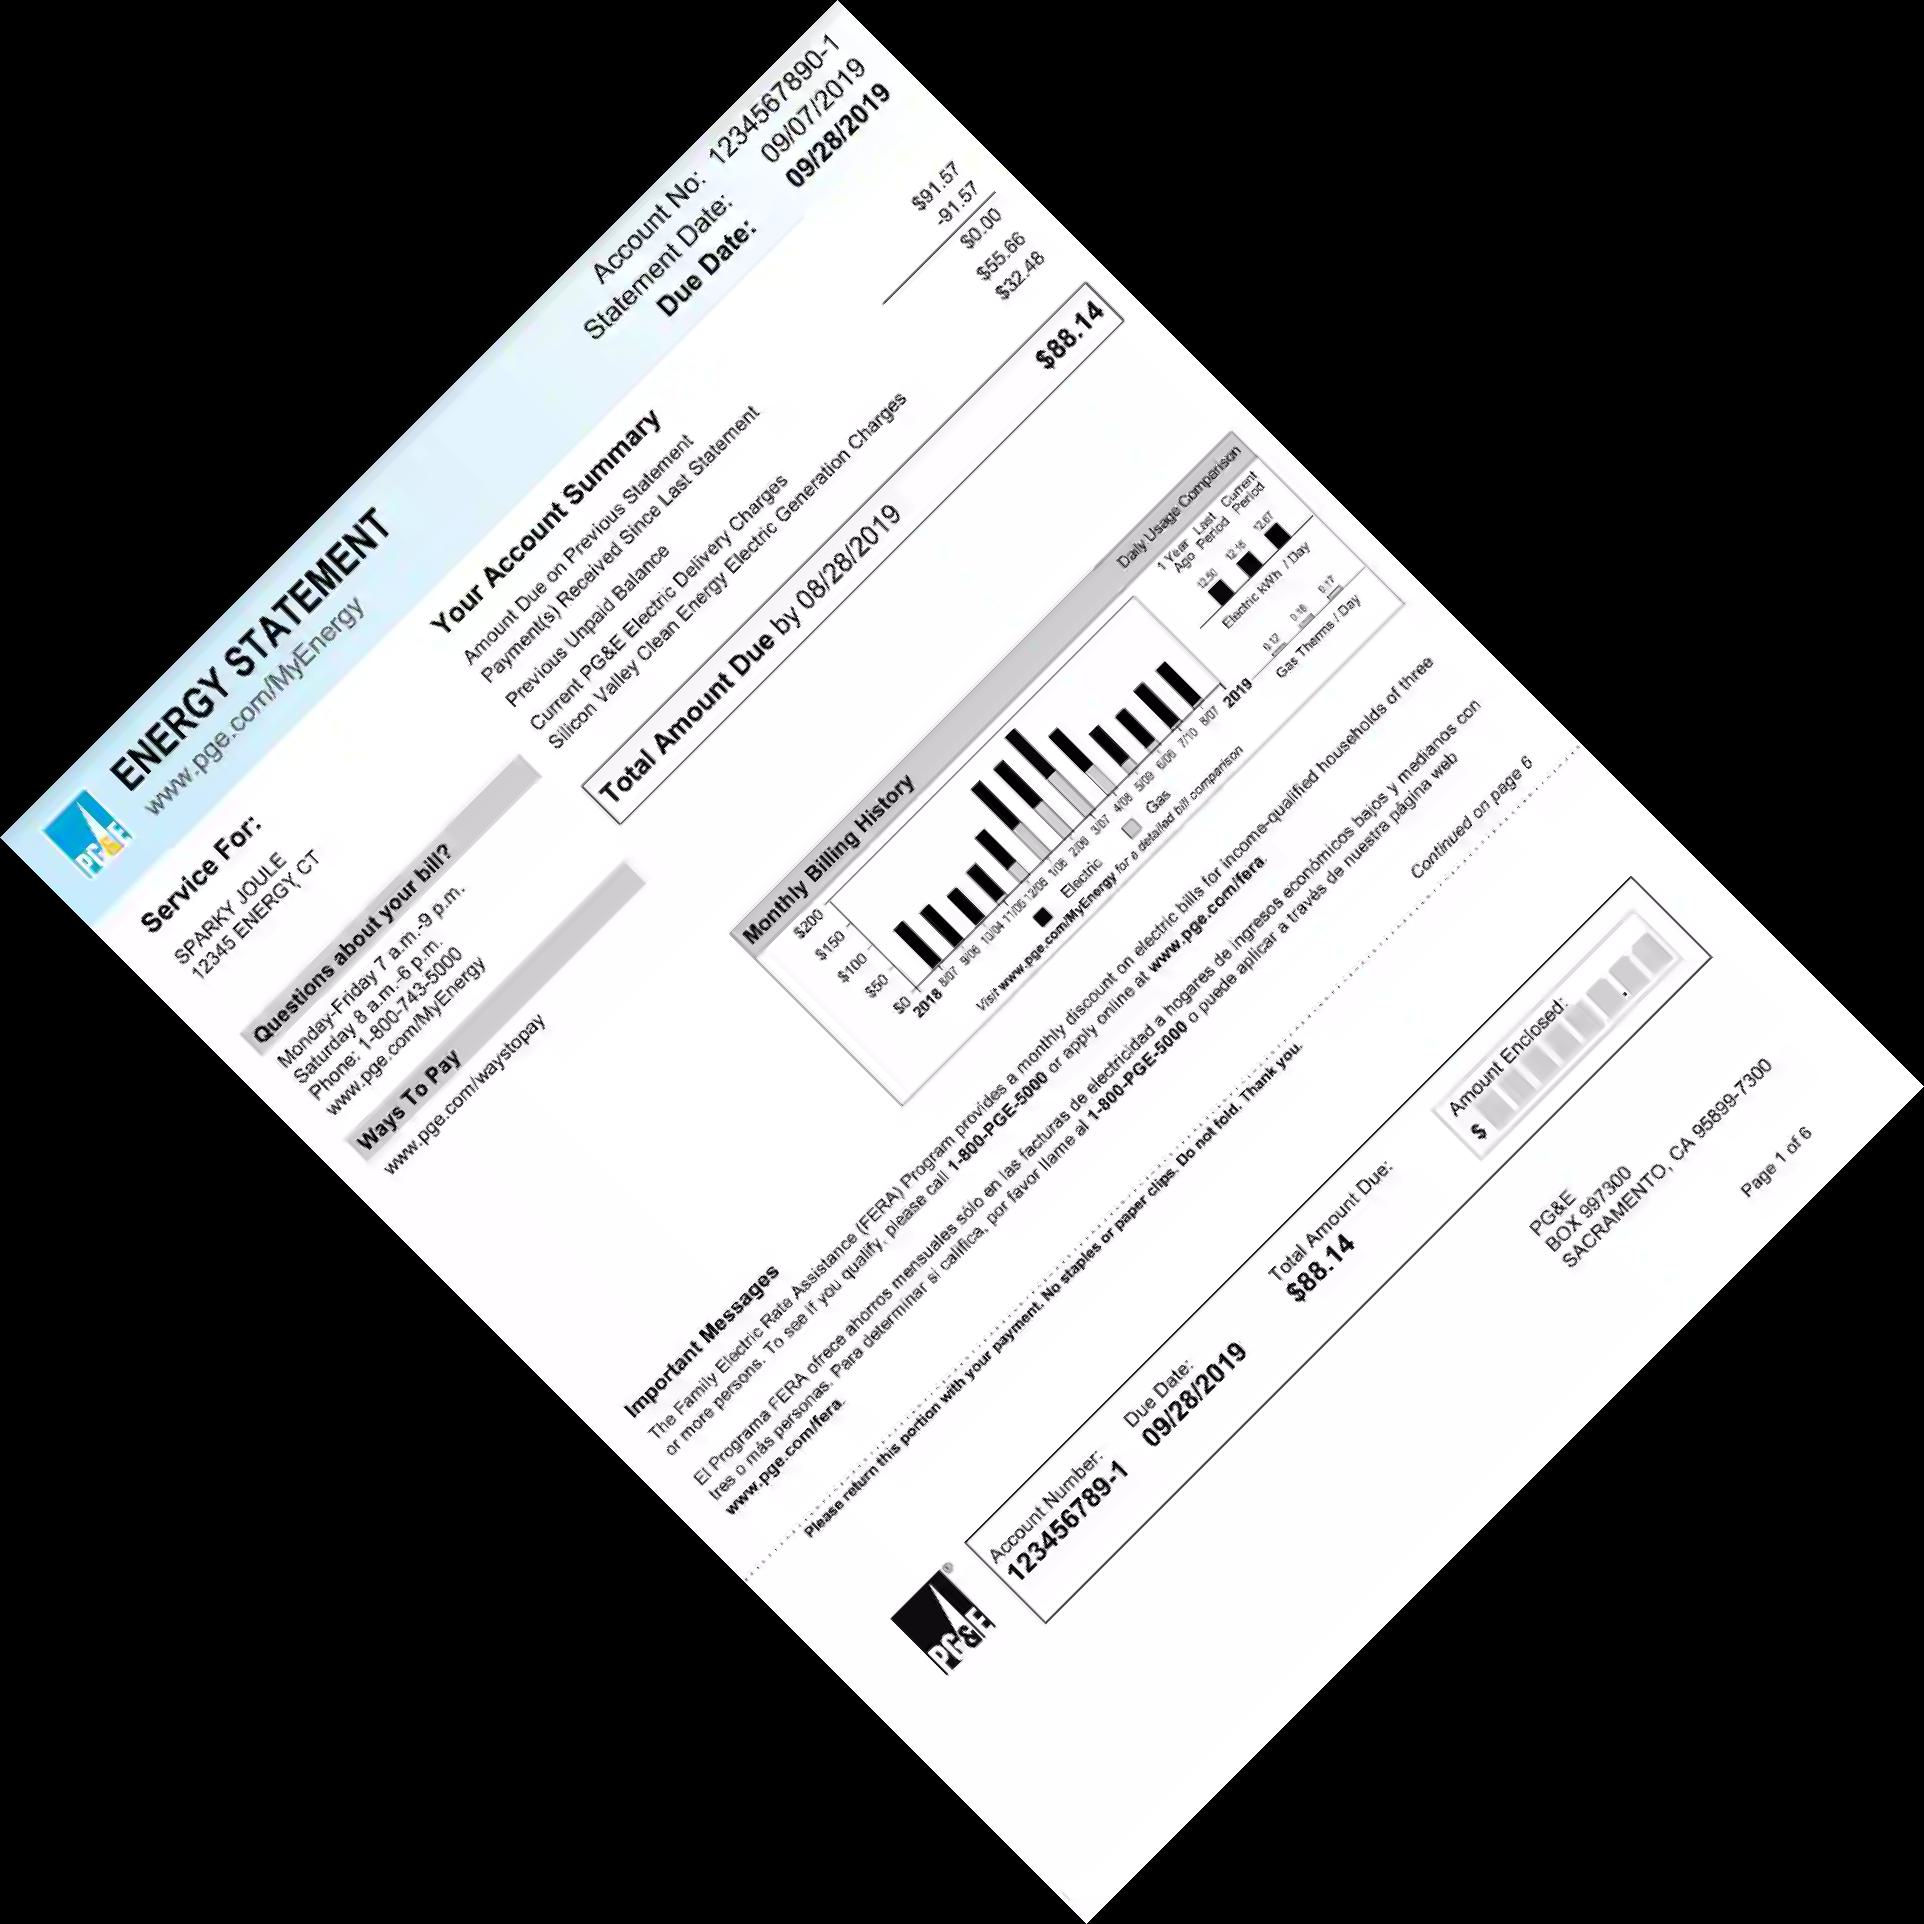 PG&E
ENERGY STATEMENT
www.pge.com/MyEnergy
Account No: 1234567890-1
Statement Date: 09/07/2019
Due Date: 09/28/2019
Service For:
SPARKY JOULE
12345 ENERGY CT
Questions about your bill?
Monday-Friday 7 a.m.-9 p.m.
Saturday 8 a.m.-6 p.m.
Phone: 1-800-743-5000
www.pge.com/MyEnergy
Ways To Pay
www.pge.com/waystopay
Your Account Summary
Amount Due on Previous Statement $91.57
Payment(s) Received Since Last Statement -91.57
Previous Unpaid Balance $0.00
Current PG&E Electric Delivery Charges $55.66
Silicon Valley Clean Energy Electric Generation Charges $32.48
Total Amount Due by 08/28/2019 $88.14
Monthly Billing History
Daily Usage Comparison
$200
$150
$100
$50
$0
8/07 9/06 10/04 11/05 12/06 1/06 2/06 3/07 4/08 5/09 6/06 7/10 8/07
2018 2019
Electric Gas
Visit www.pge.com/MyEnergy for a detailed bill comparison
1 Year Ago Last Period Current Period
12.50 12.16 12.67
Electric kWh / Day
0.12 0.16 0.17
Gas Therms / Day
Important Messages
The Family Electric Rate Assistance (FERA) Program provides a monthly discount on electric bills for income-qualified households of three
or more persons. To see if you qualify, please call 1-800-PGE-5000 or apply online at www.pge.com/fera.
El Programa FERA ofrece ahorros mensuales sólo en las facturas de electricidad a hogares de ingresos económicos bajos y medianos con
tres o más personas. Para determinar si califica, por favor llame al 1-800-PGE-5000 o puede aplicar a través de nuestra página web
www.pge.com/fera.
Continued on page 6
Please return this portion with your payment. No staples or paper clips. Do not fold. Thank you.
PG&E ®
Account Number: Due Date: Total Amount Due: Amount Enclosed:
123456789-1 09/28/2019 $88.14 $ .
PG&E
BOX 997300
SACRAMENTO, CA 95899-7300
Page 1 of 6